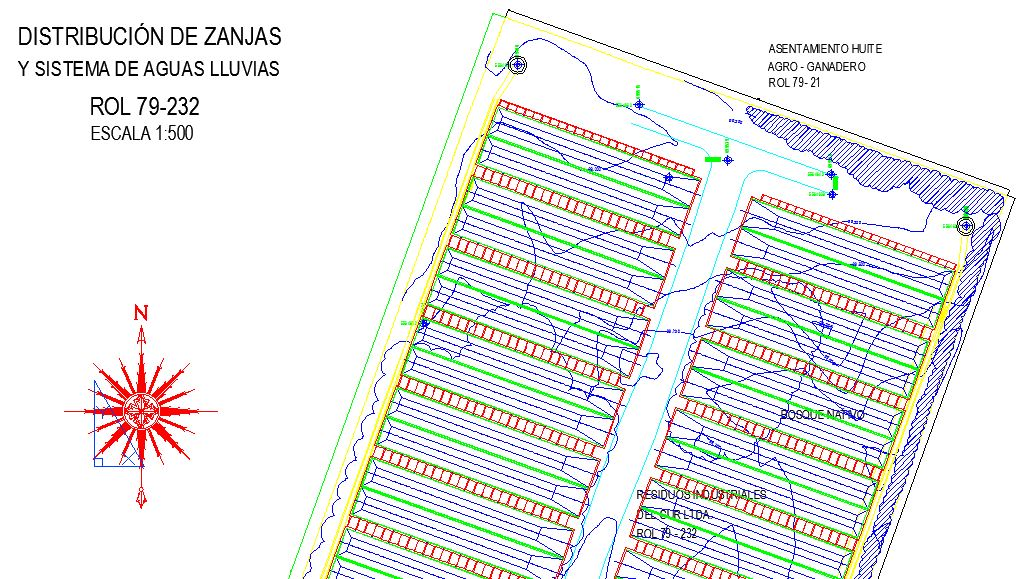 DISTRIBUCIÓN DE ZANJAS
Y SISTEMA DE AGUAS LLUVIAS
ROL 79-232
ESCALA 1:500
ASENTAMIENTO HUITE
AGRO - GANADERO
ROL 79- 21
N
BOSQUE NATIVO
RESIDUOS INDUSTRIALES
DEL CUR LTDA.
ROL 79 - 232